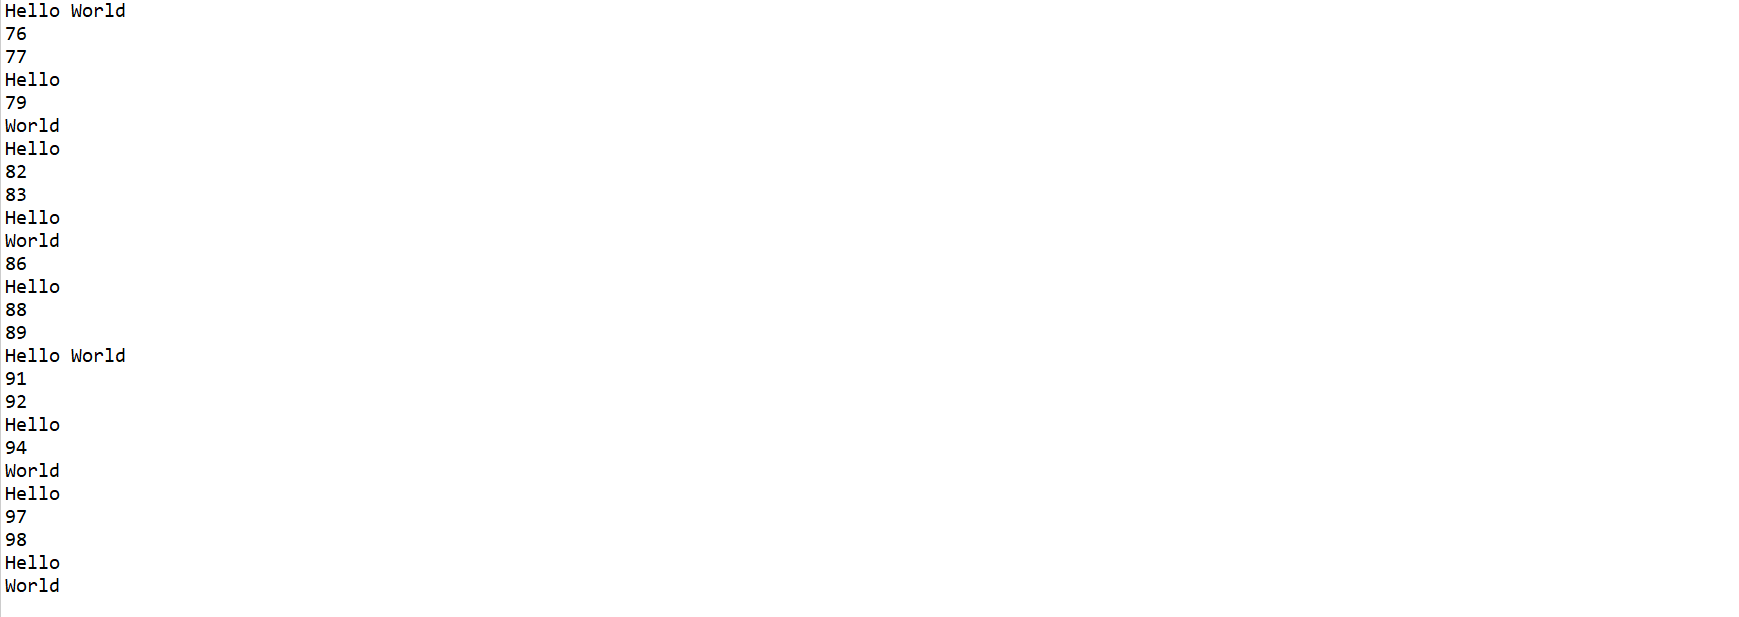 Hello World
76
77
Hello
79
World
Hello
82
83
Hello
World
86
Hello
88
89
Hello World
91
92
Hello
94
World
Hello
97
98
Hello
World